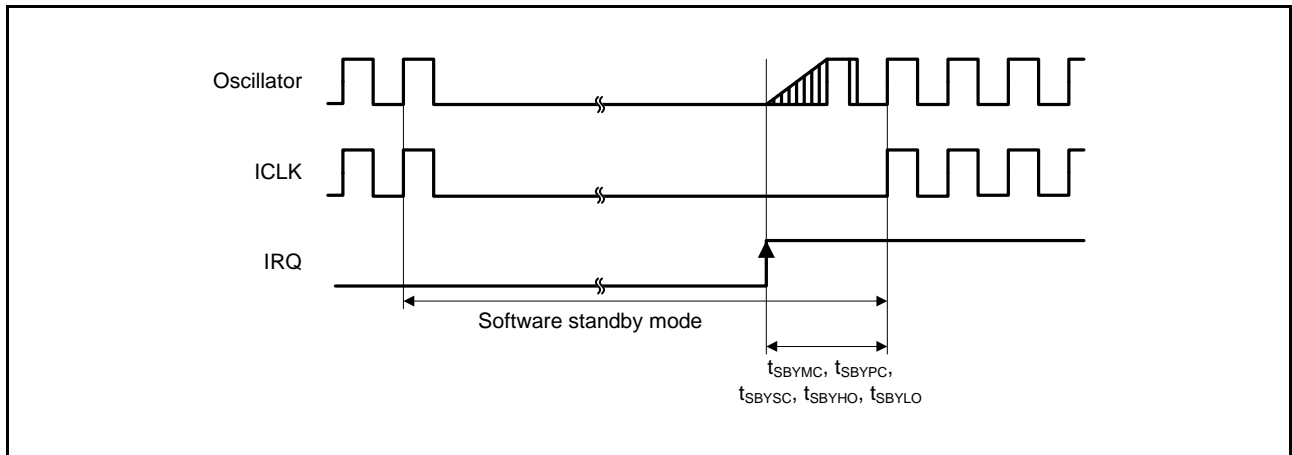 Oscillator
ICLK
IRQ
Software standby mode
tSBYMC, tSBYPC,
tSBYSC, tSBYHO, tSBYLO